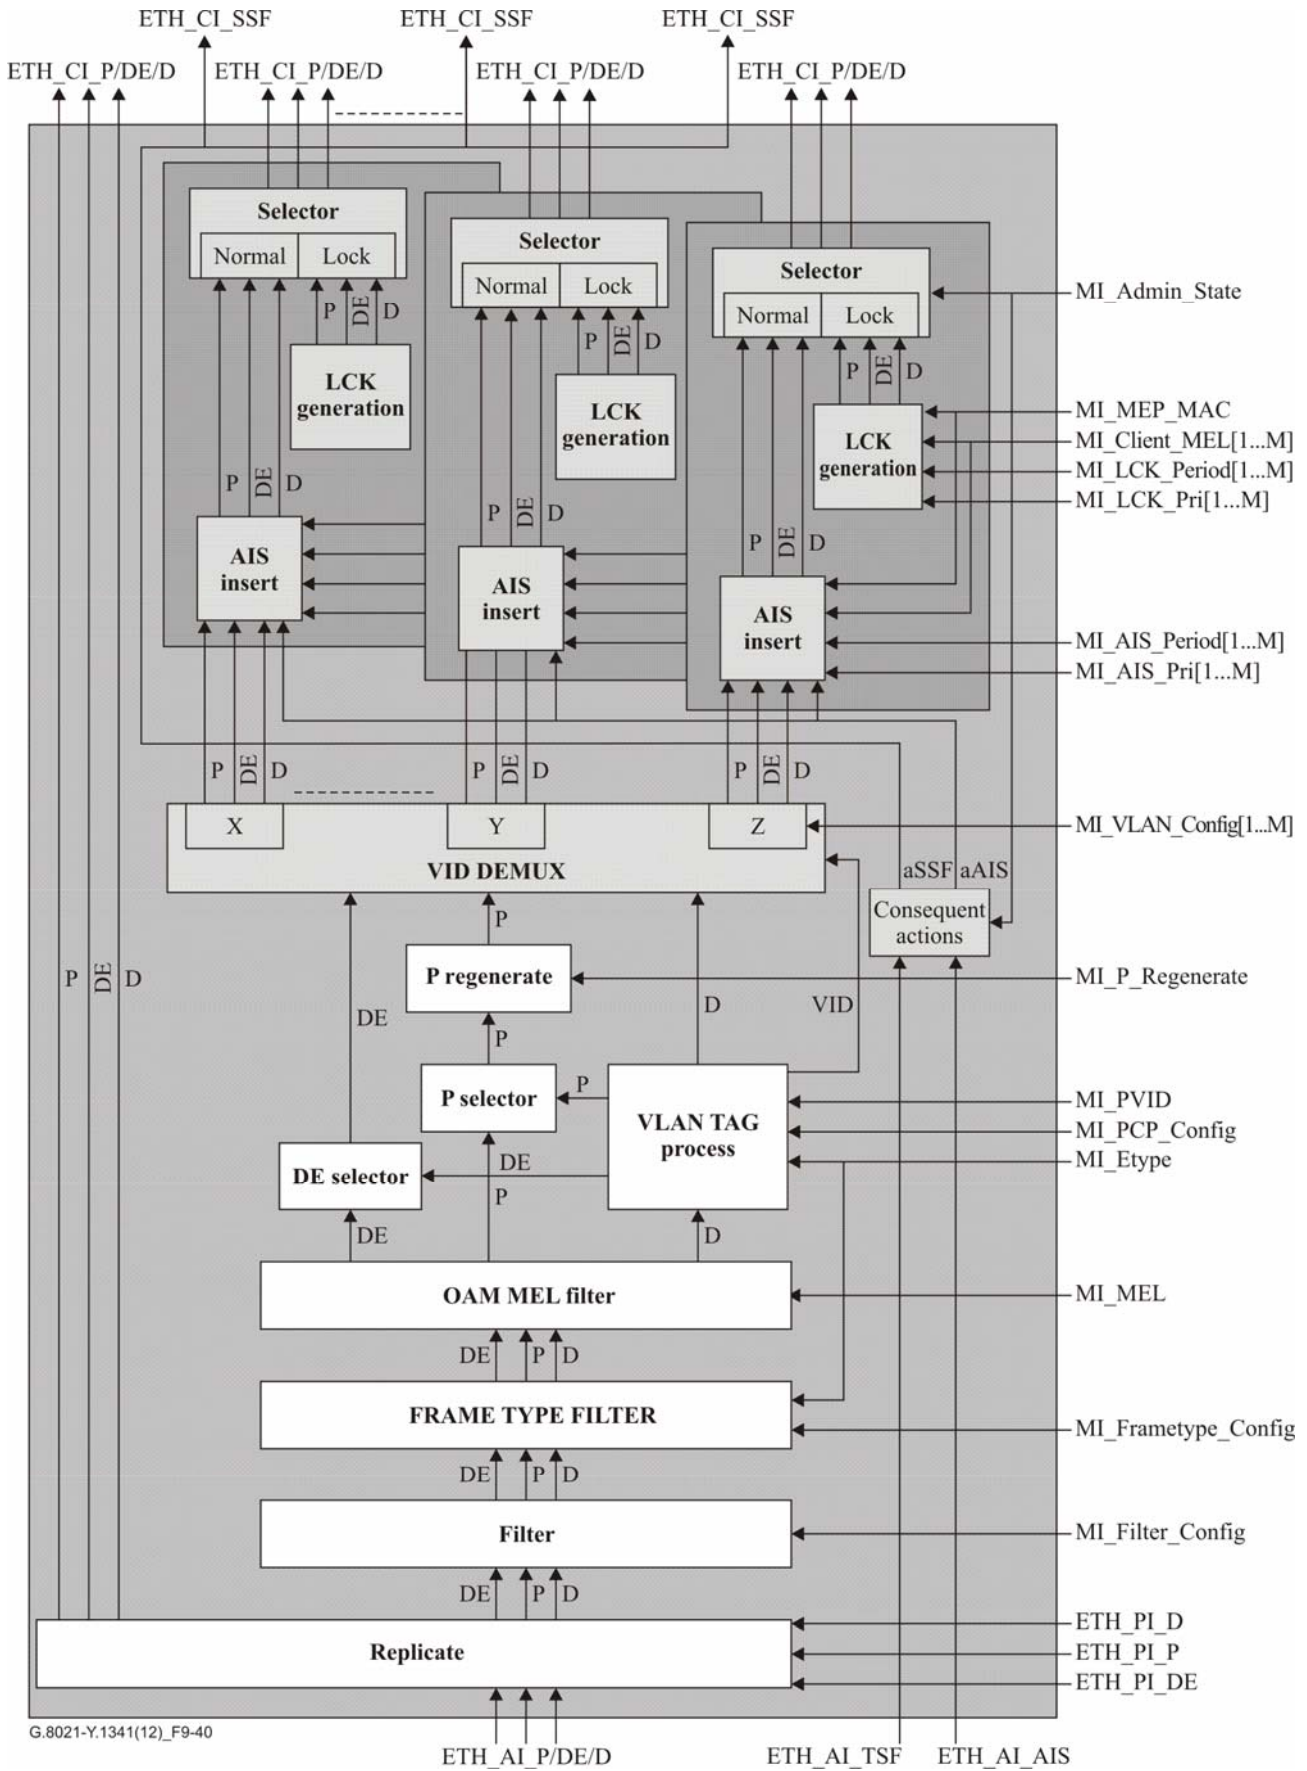 ETH_CI_SSF
ETH_CI_SSF
ETH_CI_SSF
ETH_CI_P/DE/D
ETH_CI_P/DE/D
ETH_CI_P/DE/D
ETH_CI_P/DE/D
Selector
Normal
Lock
P
DE
D
LCK
generation
P
DE
D
AIS
insert
Selector
Normal
Lock
P
DE
D
LCK
generation
P
DE
D
AIS
insert
Selector
Normal
Lock
P
DE
D
LCK
generation
P
DE
D
AIS
insert
MI_Admin_State
MI_MEP_MAC
MI_Client_MEL[1...M]
MI_LCK_Period[1...M]
MI_LCK_Pri[1...M]
MI_AIS_Period[1...M]
MI_AIS_Pri[1...M]
P
DE
D
P
DE
D
P
DE
D
X
Y
Z
VID DEMUX
MI_VLAN_Config[1...M]
aSSF
aAIS
Consequent
actions
P
P regenerate
MI_P_Regenerate
P
DE
D
DE
D
VID
P
P selector
P
VLAN TAG
process
MI_PVID
MI_PCP_Config
MI_Etype
DE selector
DE
P
DE
D
OAM MEL filter
MI_MEL
DE
P
D
FRAME TYPE FILTER
MI_Frametype_Config
DE
P
D
Filter
MI_Filter_Config
DE
P
D
Replicate
ETH_PI_D
ETH_PI_P
ETH_PI_DE
G.8021-Y.1341(12)_F9-40
ETH_AI_P/DE/D
ETH_AI_TSF
ETH_AI_AIS